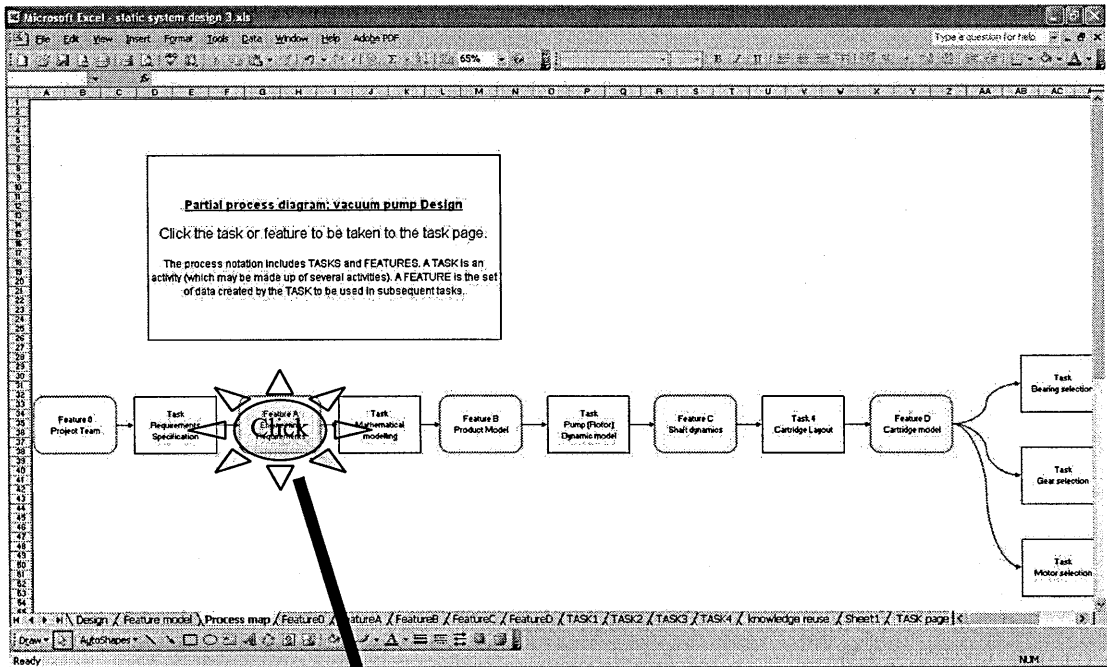 Microsoft Excel - static system design 3.xls
File Edit View Insert Format Tools Data Window Help Adobe PDF
Type a question for help
65%
A B C D E F G H I J K L M N O P Q R S T U V W X Y Z AA AB AC
Partial process diagram: vacuum pump Design
Click the task or feature to be taken to the task page.
The process notation includes TASKS and FEATURES. A TASK is an
activity (which may be made up of several activities). A FEATURE is the set
of data created by the TASK to be used in subsequent tasks.
Feature 0
Project Team
Task
Requirements
Specification
Feature A
Requirements
Click
Task
Mathematical
modelling
Feature B
Product Model
Task
Pump (Rotor)
Dynamic model
Feature C
Shaft dynamics
Task 4
Cartridge Layout
Feature D
Cartridge model
Task
Bearing selection
Task
Gear selection
Task
Motor selection
Design Feature model Process map Feature0 FeatureA FeatureB FeatureC FeatureD TASK1 TASK2 TASK3 TASK4 knowledge reuse Sheet1 TASK page
Draw AutoShapes
Ready
NUM